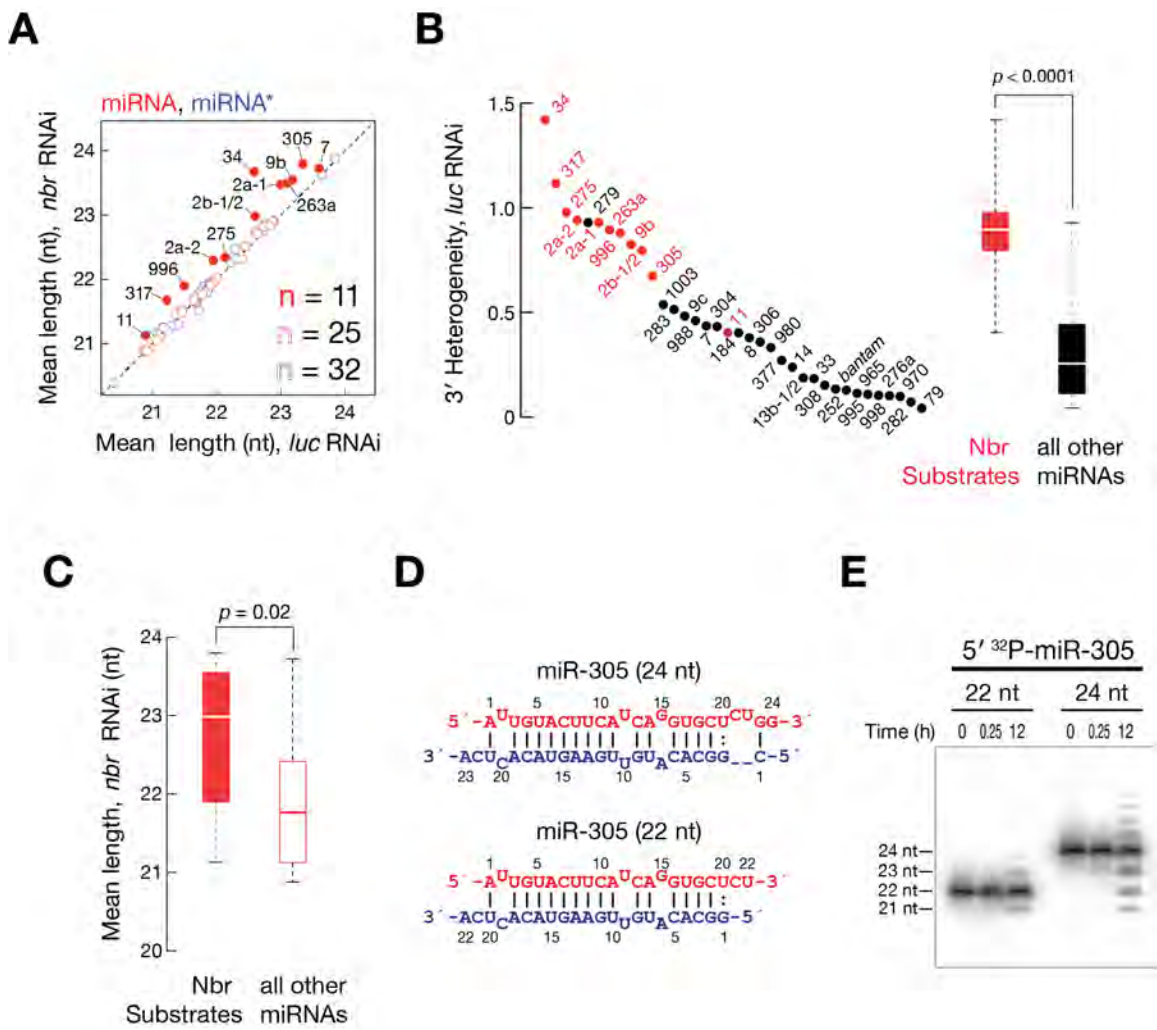 A
miRNA, miRNA*
Mean length (nt), nbr RNAi
24
23
22
21
34
305
9b
7
2a-1
263a
2b-1/2
2a-2
275
996
317
11
n = 11
n = 25
n = 32
21
22
23
24
Mean length (nt), luc RNAi
B
3′ Heterogeneity, luc RNAi
1.5
1.0
0.5
0
34
317
275
2a-2
279
2a-1
996
263a
9b
2b-1/2
305
1003
283
9c
988
7
304
11
184
8
306
980
377
14
13b-1/2
33
308
bantam
252
965
995
276a
998
970
282
79
p < 0.0001
Nbr
Substrates
all other
miRNAs
C
p = 0.02
Mean length, nbr RNAi (nt)
24
23
22
21
20
Nbr
Substrates
all other
miRNAs
D
miR-305 (24 nt)
1 5 10 15 20 24
5´-AUUGUACUUCAUCAGGUGCUCUGG-3´
3´-ACUCACAUGAAGUUGUACACGG__C-5´
23 20 15 10 5 1
miR-305 (22 nt)
1 5 10 15 20 22
5´-AUUGUACUUCAUCAGGUGCUCU-3´
3´-ACUCACAUGAAGUUGUACACGG-5´
22 20 15 10 5 1
E
5′ ³²P-miR-305
22 nt 24 nt
Time (h) 0 0.25 12 0 0.25 12
24 nt
23 nt
22 nt
21 nt